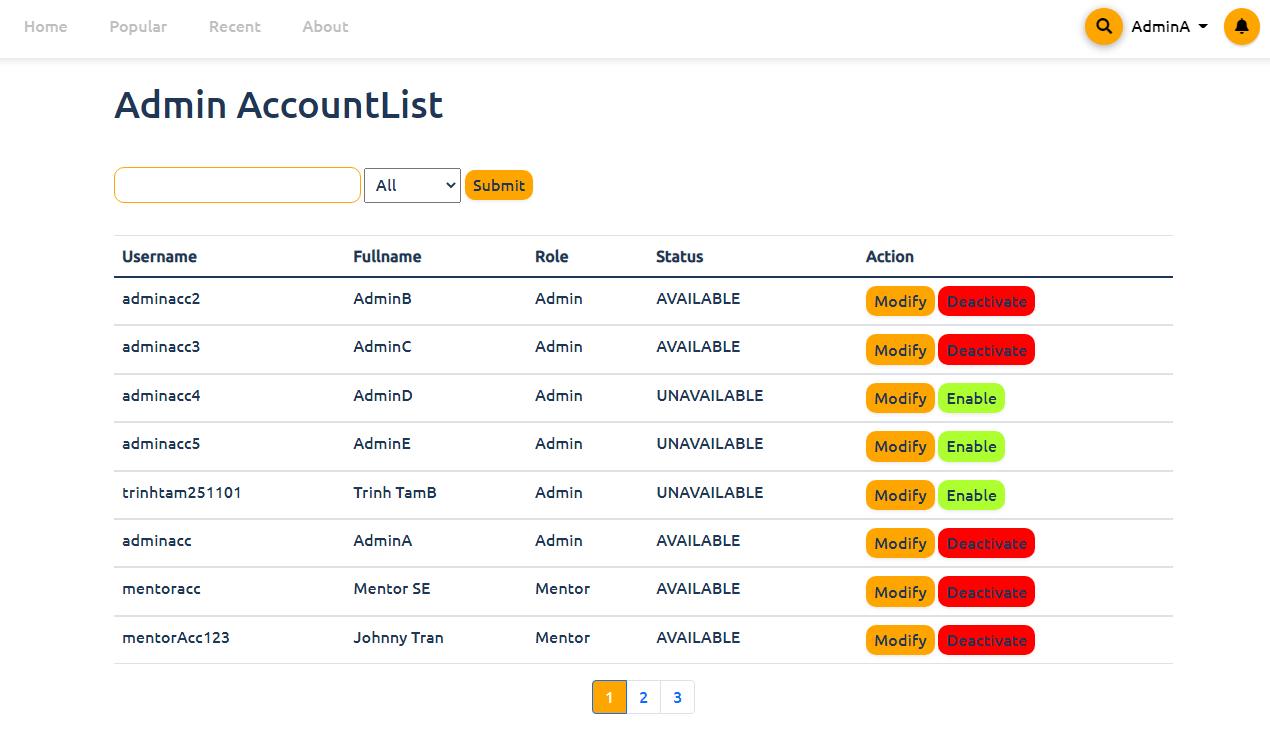 Home Popular Recent About AdminA
Admin AccountList
All Submit
Username Fullname Role Status Action
adminacc2 AdminB Admin AVAILABLE Modify Deactivate
adminacc3 AdminC Admin AVAILABLE Modify Deactivate
adminacc4 AdminD Admin UNAVAILABLE Modify Enable
adminacc5 AdminE Admin UNAVAILABLE Modify Enable
trinhtam251101 Trinh TamB Admin UNAVAILABLE Modify Enable
adminacc AdminA Admin AVAILABLE Modify Deactivate
mentoracc Mentor SE Mentor AVAILABLE Modify Deactivate
mentorAcc123 Johnny Tran Mentor AVAILABLE Modify Deactivate
1 2 3